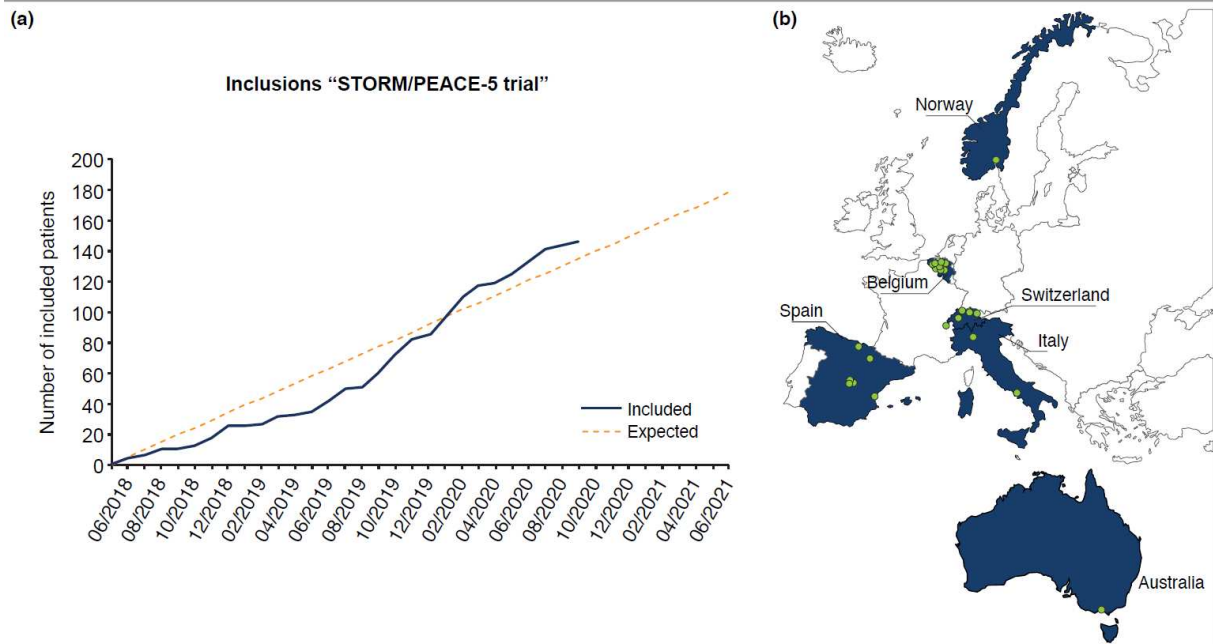 (a)
Inclusions “STORM/PEACE-5 trial”
Number of included patients
200
180
160
140
120
100
80
60
40
20
0
Included
Expected
06/2018
08/2018
10/2018
12/2018
02/2019
04/2019
06/2019
08/2019
10/2019
12/2019
02/2020
04/2020
06/2020
08/2020
10/2020
12/2020
02/2021
04/2021
06/2021
(b)
Norway
Belgium
Switzerland
Spain
Italy
Australia